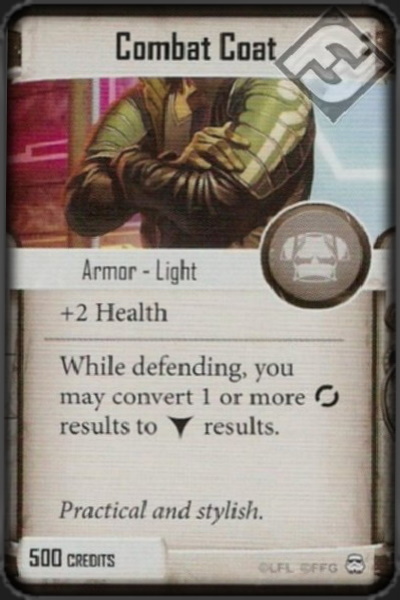 Combat Coat
Armor - Light
+2 Health
While defending, you
may convert 1 or more
results to results.
Practical and stylish.
500 CREDITS
©LFL ©FFG